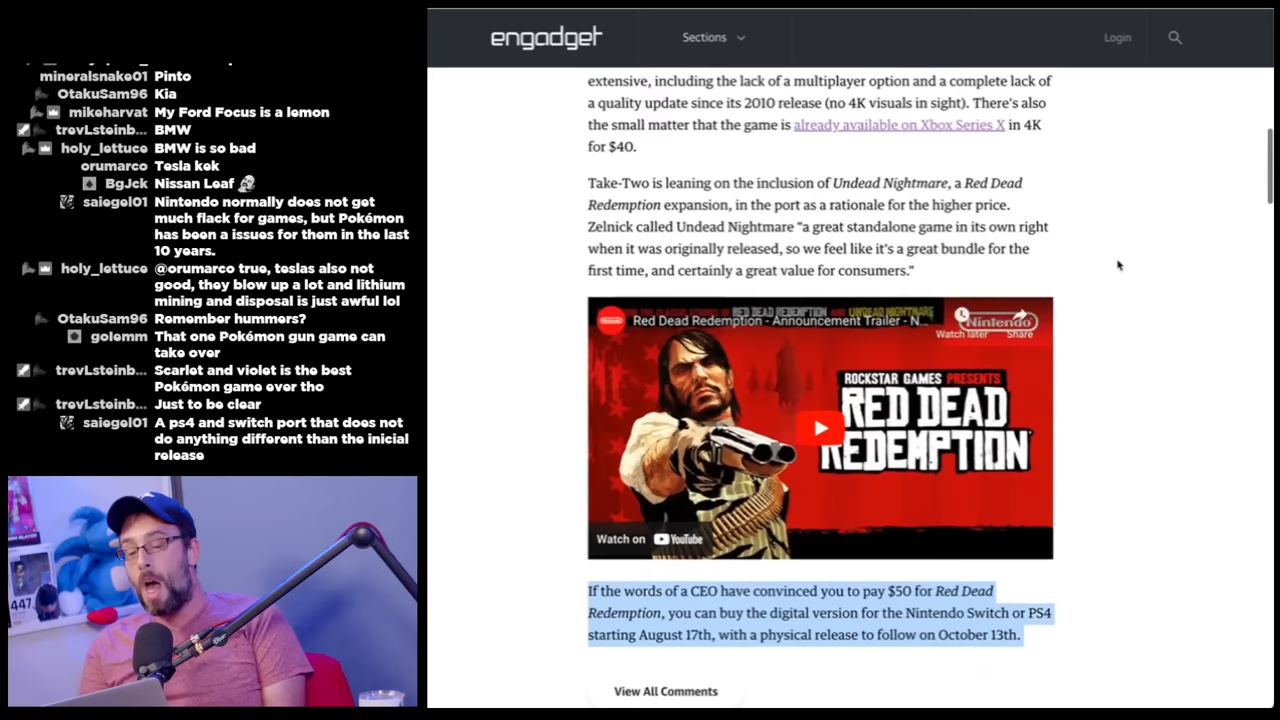 mineralsnake01 Pinto
OtakuSam96 Kia
mikeharvat My Ford Focus is a lemon
trevLsteinb... BMW
holy_lettuce BMW is so bad
orumarco Tesla kek
BgJck Nissan Leaf
saiegel01 Nintendo normally does not get
much flack for games, but Pokémon
has been a issues for them in the last
10 years.
holy_lettuce @orumarco true, teslas also not
good, they blow up a lot and lithium
mining and disposal is just awful lol
OtakuSam96 Remember hummers?
golemm That one Pokémon gun game can
take over
trevLsteinb... Scarlet and violet is the best
Pokémon game ever tho
trevLsteinb... Just to be clear
saiegel01 A ps4 and switch port that does not
do anything different than the inicial
release
447
engadget
Sections
Login
extensive, including the lack of a multiplayer option and a complete lack of
a quality update since its 2010 release (no 4K visuals in sight). There's also
the small matter that the game is already available on Xbox Series X in 4K
for $40.
Take-Two is leaning on the inclusion of Undead Nightmare, a Red Dead
Redemption expansion, in the port as a rationale for the higher price.
Zelnick called Undead Nightmare “a great standalone game in its own right
when it was originally released, so we feel like it's a great bundle for the
first time, and certainly a great value for consumers.”
THE CLASSIC STORIES OF RED DEAD REDEMPTION AND UNDEAD NIGHTMARE
Nintendo
Red Dead Redemption - Announcement Trailer - N...
Nintendo
Watch later
Share
ROCKSTAR GAMES PRESENTS
RED DEAD
REDEMPTION
Watch on YouTube
If the words of a CEO have convinced you to pay $50 for Red Dead
Redemption, you can buy the digital version for the Nintendo Switch or PS4
starting August 17th, with a physical release to follow on October 13th.
View All Comments